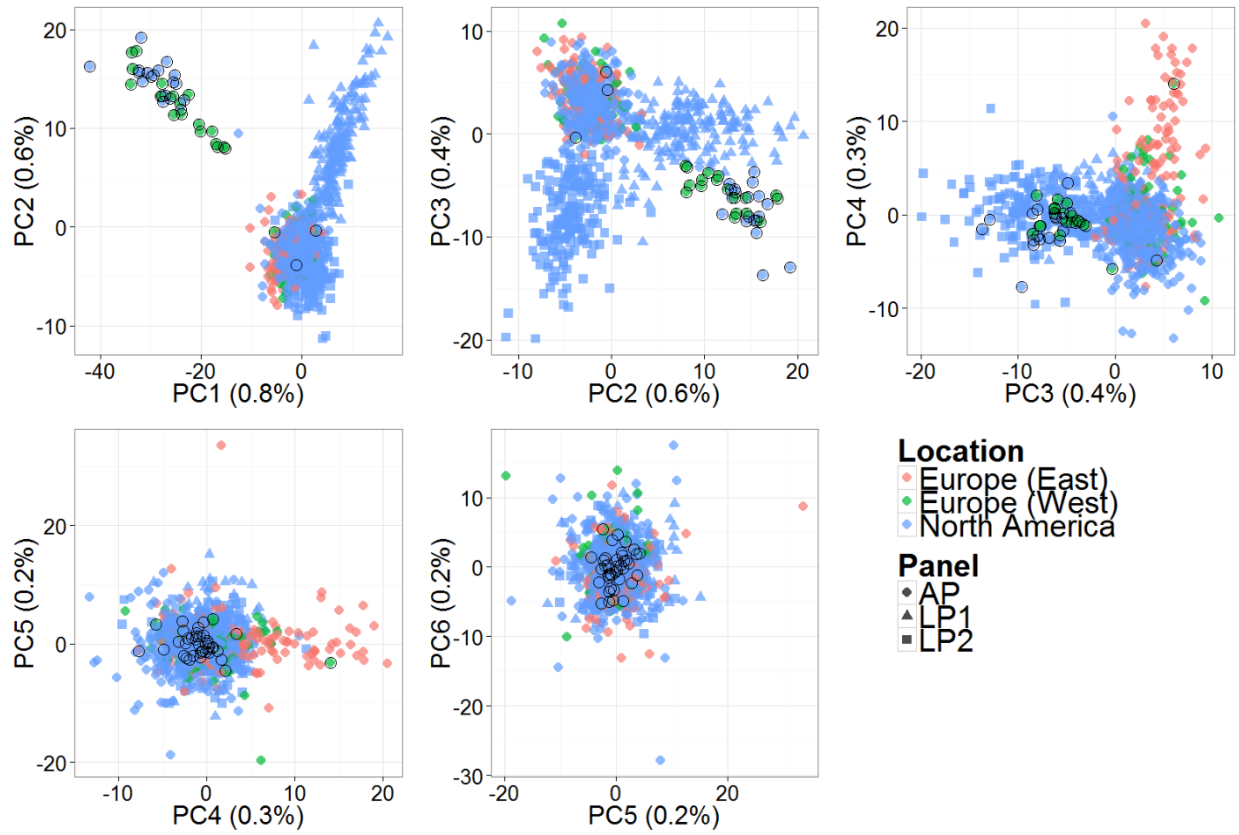 20
10
0
-10
-40
-20
0
PC1 (0.8%)
PC2 (0.6%)
10
0
-10
-20
-10
0
10
20
PC2 (0.6%)
PC3 (0.4%)
20
10
0
-10
-20
-10
0
10
PC3 (0.4%)
PC4 (0.3%)
20
0
-20
-10
0
10
20
PC4 (0.3%)
PC5 (0.2%)
20
10
0
-10
-20
-30
-20
0
20
PC5 (0.2%)
PC6 (0.2%)
Location
Europe (East)
Europe (West)
North America
Panel
AP
LP1
LP2